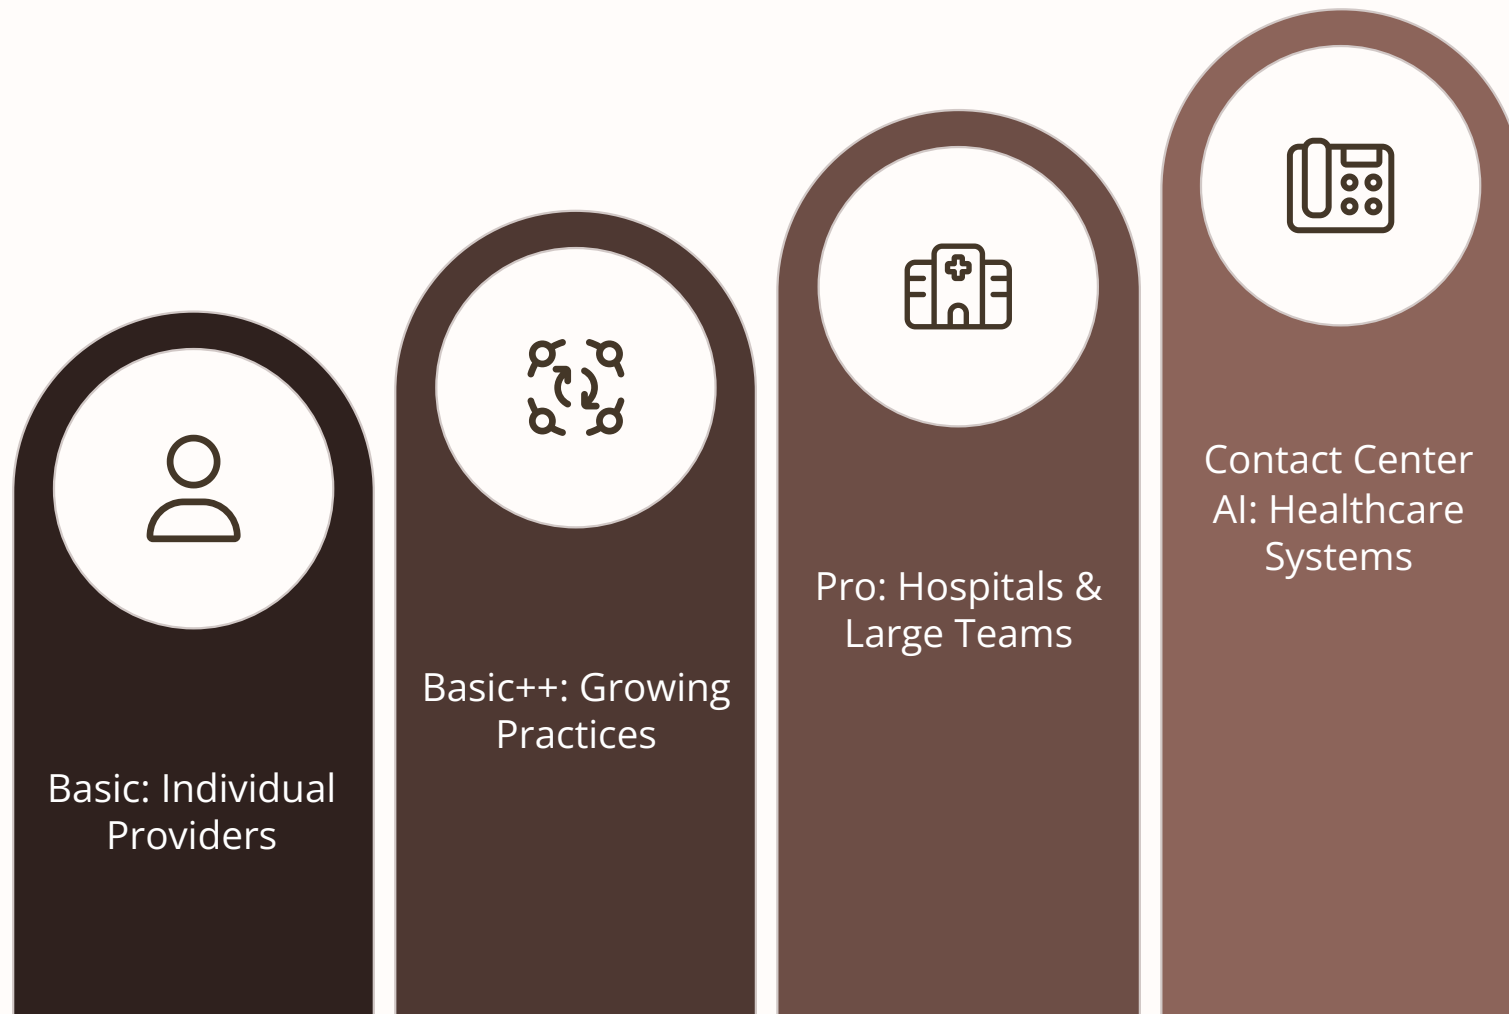 Basic: Individual
Providers
Basic++: Growing
Practices
Pro: Hospitals &
Large Teams
Contact Center
AI: Healthcare
Systems